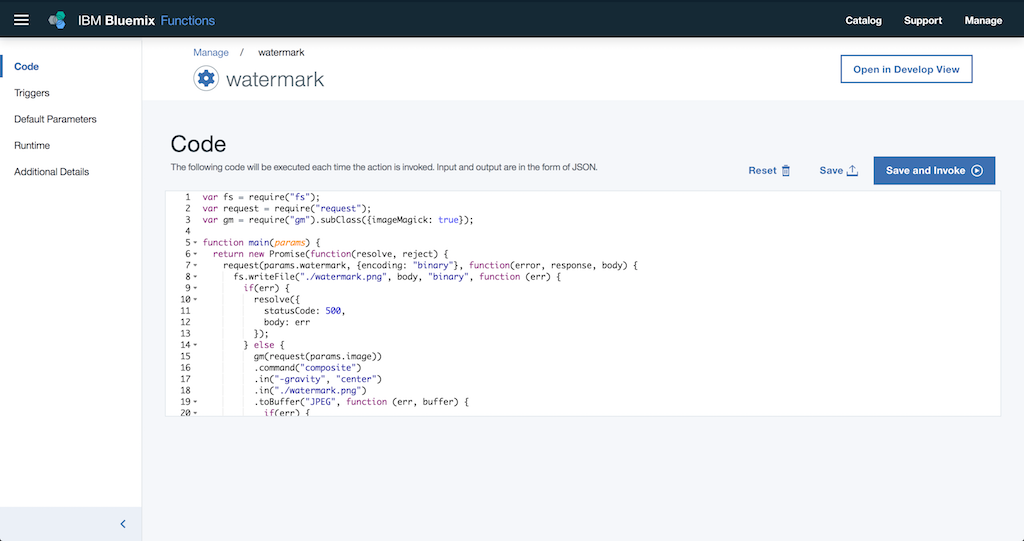 IBM Bluemix Functions Catalog Support Manage
Code
Triggers
Default Parameters
Runtime
Additional Details
Manage / watermark
watermark
Open in Develop View
Code
The following code will be executed each time the action is invoked. Input and output are in the form of JSON.
Reset Save Save and Invoke
1 var fs = require("fs");
2 var request = require("request");
3 var gm = require("gm").subClass({imageMagick: true});
4
5 function main(params) {
6 return new Promise(function(resolve, reject) {
7 request(params.watermark, {encoding: "binary"}, function(error, response, body) {
8 fs.writeFile("./watermark.png", body, "binary", function (err) {
9 if(err) {
10 resolve({
11 statusCode: 500,
12 body: err
13 });
14 } else {
15 gm(request(params.image))
16 .command("composite")
17 .in("-gravity", "center")
18 .in("./watermark.png")
19 .toBuffer("JPEG", function (err, buffer) {
20 if(err) {